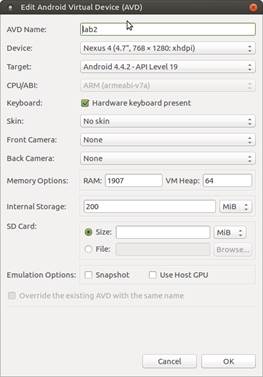 Edit Android Virtual Device (AVD)
AVD Name: lab2
Device: Nexus 4 (4.7", 768 × 1280: xhdpi)
Target: Android 4.4.2 - API Level 19
CPU/ABI: ARM (armeabi-v7a)
Keyboard: Hardware keyboard present
Skin: No skin
Front Camera: None
Back Camera: None
Memory Options: RAM: 1907 VM Heap: 64
Internal Storage: 200 MiB
SD Card:
Size: MiB
File: Browse...
Emulation Options: Snapshot Use Host GPU
Override the existing AVD with the same name
Cancel OK